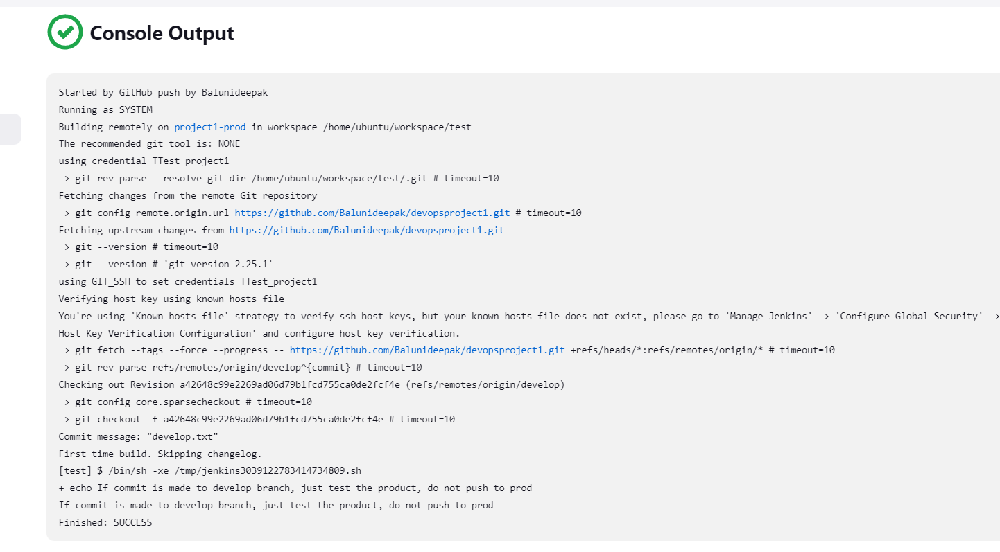 Console Output
Started by GitHub push by Balunideepak
Running as SYSTEM
Building remotely on project1-prod in workspace /home/ubuntu/workspace/test
The recommended git tool is: NONE
using credential TTest_project1
 > git rev-parse --resolve-git-dir /home/ubuntu/workspace/test/.git # timeout=10
Fetching changes from the remote Git repository
 > git config remote.origin.url https://github.com/Balunideepak/devopsproject1.git # timeout=10
Fetching upstream changes from https://github.com/Balunideepak/devopsproject1.git
 > git --version # timeout=10
 > git --version # 'git version 2.25.1'
using GIT_SSH to set credentials TTest_project1
Verifying host key using known hosts file
You're using 'Known hosts file' strategy to verify ssh host keys, but your known_hosts file does not exist, please go to 'Manage Jenkins' -> 'Configure Global Security' ->
Host Key Verification Configuration' and configure host key verification.
 > git fetch --tags --force --progress -- https://github.com/Balunideepak/devopsproject1.git +refs/heads/*:refs/remotes/origin/* # timeout=10
 > git rev-parse refs/remotes/origin/develop^{commit} # timeout=10
Checking out Revision a42648c99e2269ad06d79b1fcd755ca0de2fcf4e (refs/remotes/origin/develop)
 > git config core.sparsecheckout # timeout=10
 > git checkout -f a42648c99e2269ad06d79b1fcd755ca0de2fcf4e # timeout=10
Commit message: "develop.txt"
First time build. Skipping changelog.
[test] $ /bin/sh -xe /tmp/jenkins3039122783414734809.sh
+ echo If commit is made to develop branch, just test the product, do not push to prod
If commit is made to develop branch, just test the product, do not push to prod
Finished: SUCCESS